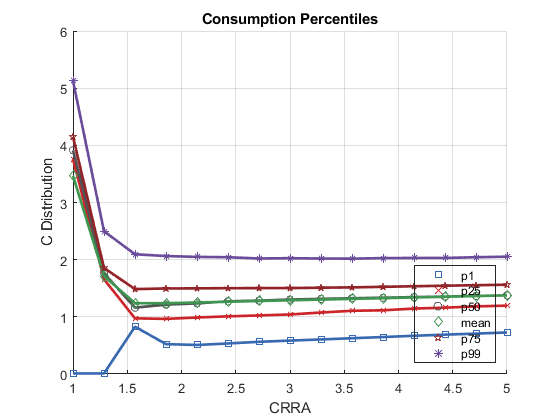 Consumption Percentiles
6
5
4
3
2
1
0
C Distribution
p1
p25
p50
mean
p75
p99
1 1.5 2 2.5 3 3.5 4 4.5 5
CRRA